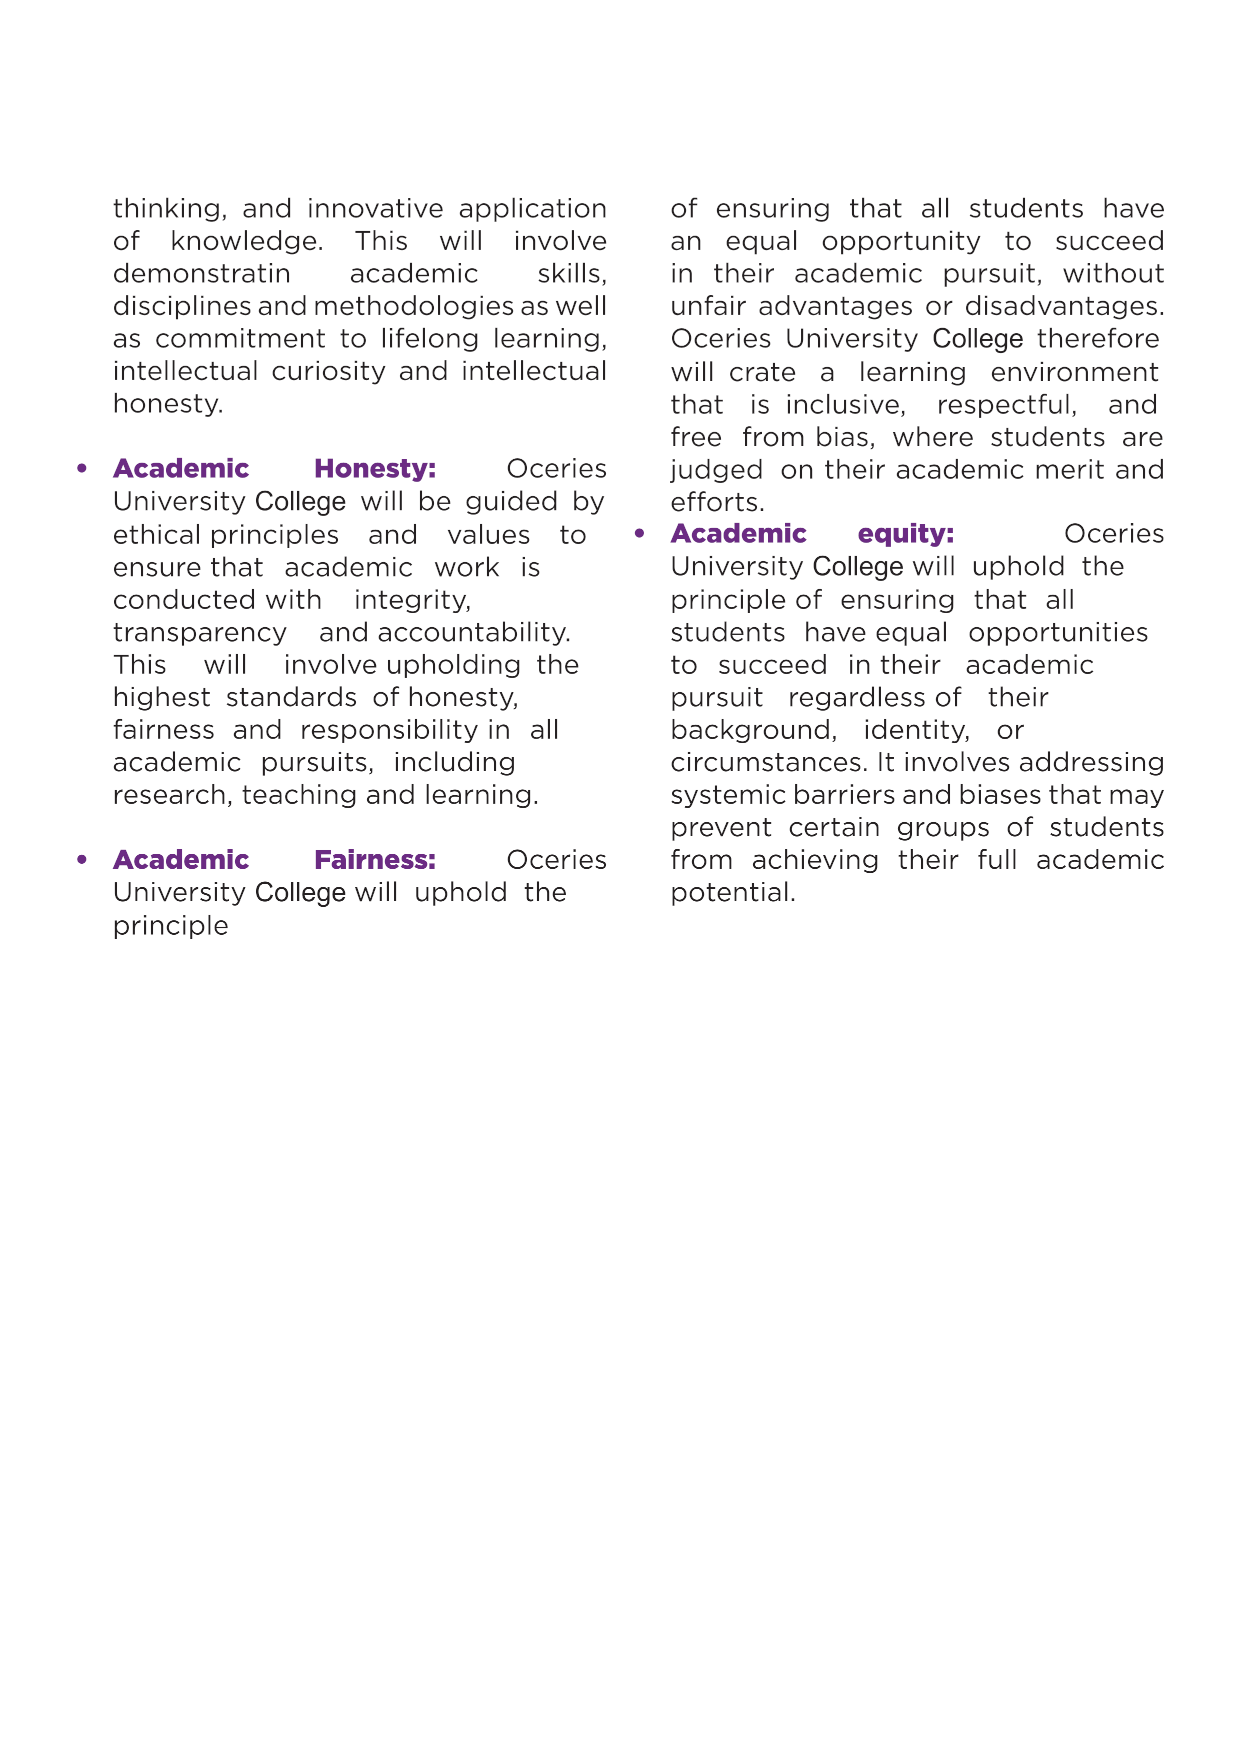 thinking, and innovative application
of knowledge. This will involve
demonstratin academic skills,
disciplines and methodologies as well
as commitment to lifelong learning,
intellectual curiosity and intellectual
honesty.
• Academic Honesty: Oceries
University College will be guided by
ethical principles and values to
ensure that academic work is
conducted with integrity,
transparency and accountability.
This will involve upholding the
highest standards of honesty,
fairness and responsibility in all
academic pursuits, including
research, teaching and learning.
• Academic Fairness: Oceries
University College will uphold the
principle
of ensuring that all students have
an equal opportunity to succeed
in their academic pursuit, without
unfair advantages or disadvantages.
Oceries University College therefore
will crate a learning environment
that is inclusive, respectful, and
free from bias, where students are
judged on their academic merit and
efforts.
• Academic equity: Oceries
University College will uphold the
principle of ensuring that all
students have equal opportunities
to succeed in their academic
pursuit regardless of their
background, identity, or
circumstances. It involves addressing
systemic barriers and biases that may
prevent certain groups of students
from achieving their full academic
potential.